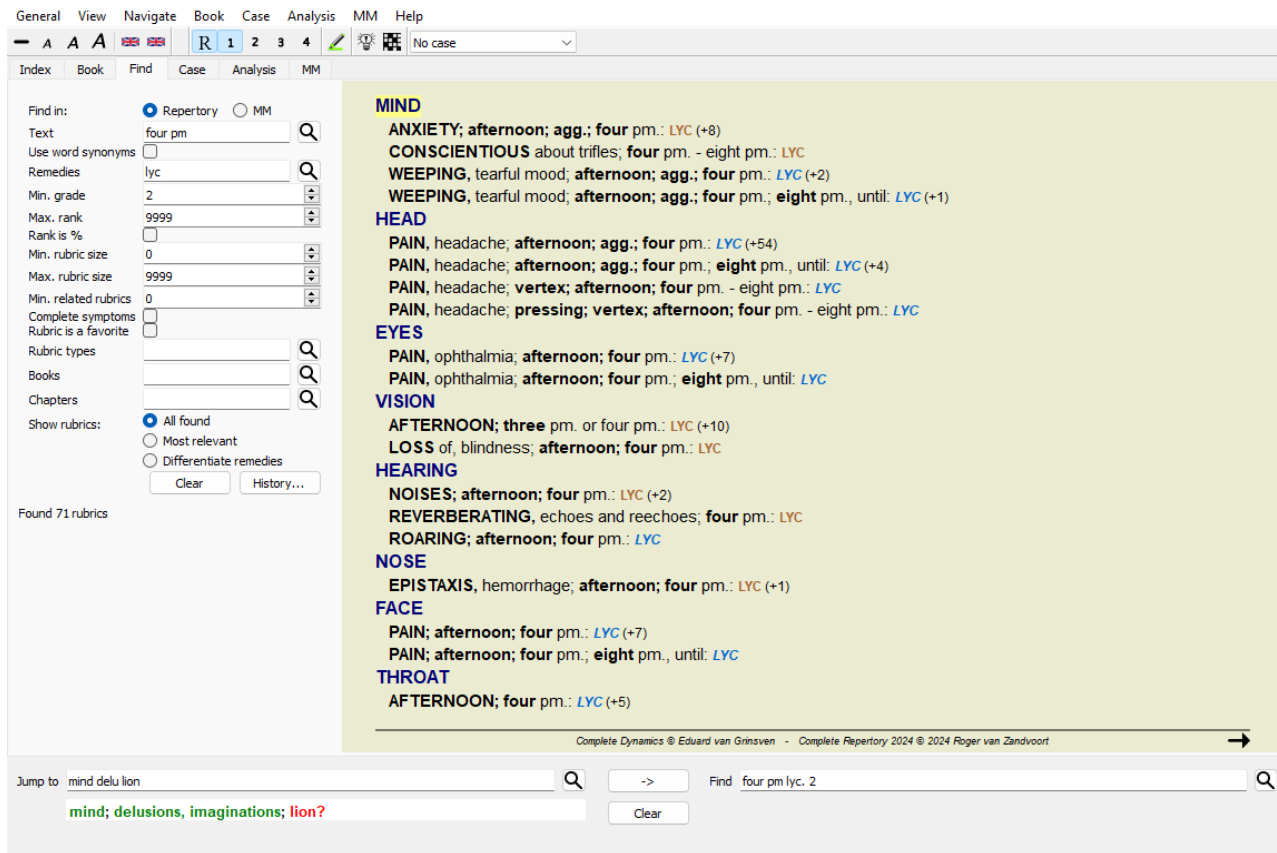 General View Navigate Book Case Analysis MM Help
A A A R 1 2 3 4 No case
Index Book Find Case Analysis MM
Find in: Repertory MM
Text four pm
Use word synonyms
Remedies lyc
Min. grade 2
Max. rank 9999
Rank is %
Min. rubric size 0
Max. rubric size 9999
Min. related rubrics 0
Complete symptoms
Rubric is a favorite
Rubric types
Books
Chapters
Show rubrics: All found
Most relevant
Differentiate remedies
Clear History...
Found 71 rubrics
MIND
ANXIETY; afternoon; agg.; four pm.: LYC (+8)
CONSCIENTIOUS about trifles; four pm. - eight pm.: LYC
WEEPING, tearful mood; afternoon; agg.; four pm.: LYC (+2)
WEEPING, tearful mood; afternoon; agg.; four pm.; eight pm., until: LYC (+1)
HEAD
PAIN, headache; afternoon; agg.; four pm.: LYC (+54)
PAIN, headache; afternoon; agg.; four pm.; eight pm., until: LYC (+4)
PAIN, headache; vertex; afternoon; four pm. - eight pm.: LYC
PAIN, headache; pressing; vertex; afternoon; four pm. - eight pm.: LYC
EYES
PAIN, ophthalmia; afternoon; four pm.: LYC (+7)
PAIN, ophthalmia; afternoon; four pm.; eight pm., until: LYC
VISION
AFTERNOON; three pm. or four pm.: LYC (+10)
LOSS of, blindness; afternoon; four pm.: LYC
HEARING
NOISES; afternoon; four pm.: LYC (+2)
REVERBERATING, echoes and reechoes; four pm.: LYC
ROARING; afternoon; four pm.: LYC
NOSE
EPISTAXIS, hemorrhage; afternoon; four pm.: LYC (+1)
FACE
PAIN; afternoon; four pm.: LYC (+7)
PAIN; afternoon; four pm.; eight pm., until: LYC
THROAT
AFTERNOON; four pm.: LYC (+5)
Complete Dynamics © Eduard van Grinsven - Complete Repertory 2024 © 2024 Roger van Zandvoort
Jump to mind delu lion -> Find four pm lyc. 2
mind; delusions, imaginations; lion? Clear